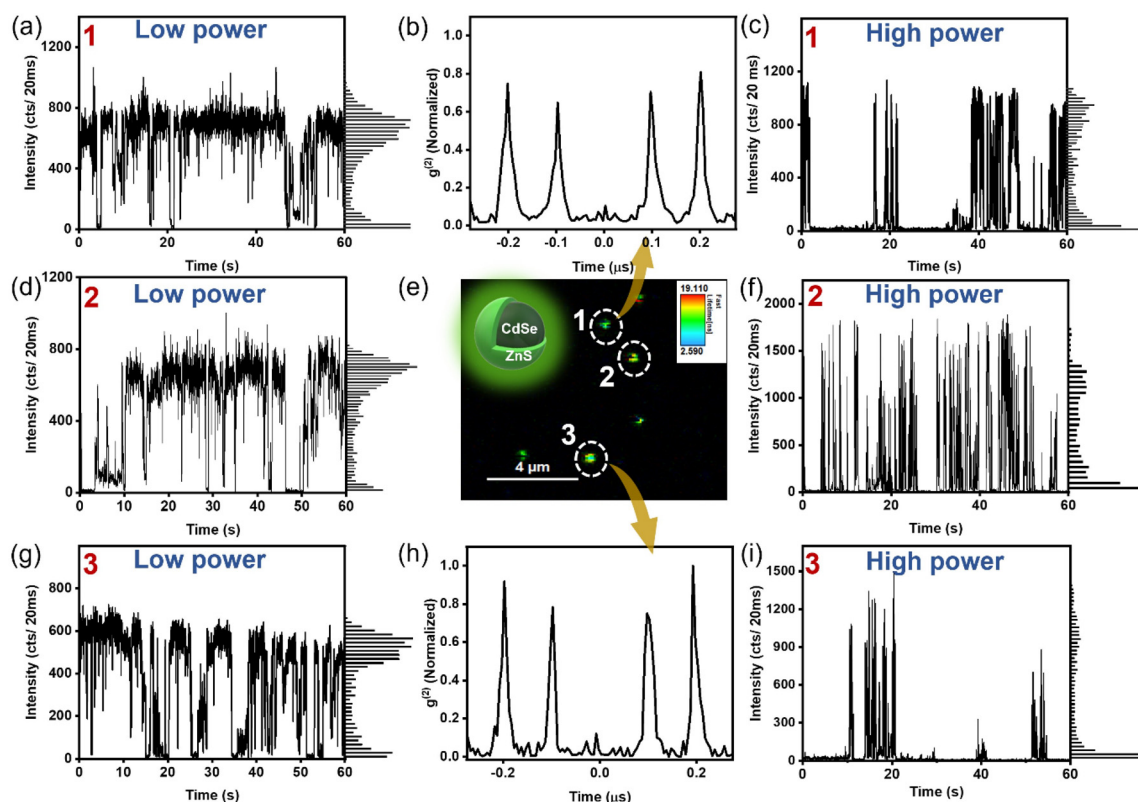 (a)
1
Low power
1200
800
400
0
Intensity (cts/ 20ms)
0 20 40 60
Time (s)
(b)
1.0
0.8
0.6
0.4
0.2
0.0
g(2) (Normalized)
-0.2 -0.1 0.0 0.1 0.2
Time (μs)
(c)
1
High power
1600
1200
800
400
0
Intensity (cts/ 20 ms)
0 20 40 60
Time (s)
(d)
2
Low power
1200
800
400
0
Intensity (cts/ 20ms)
0 10 20 30 40 50 60
Time (s)
(e)
CdSe
ZnS
1
2
3
4 μm
19.110
2.590
Fast
Lifetime[ns]
(f)
2
High power
2000
1500
1000
500
0
Intensity (cts/ 20ms)
0 20 40 60
Time (s)
(g)
3
Low power
800
600
400
200
0
Intensity (cts/ 20ms)
0 10 20 30 40 50 60
Time (s)
(h)
1.0
0.8
0.6
0.4
0.2
0.0
g(2) (Normalized)
-0.2 0.0 0.2
Time (μs)
(i)
3
High power
1500
1200
900
600
300
0
Intensity (cts/ 20ms)
0 20 40 60
Time (s)